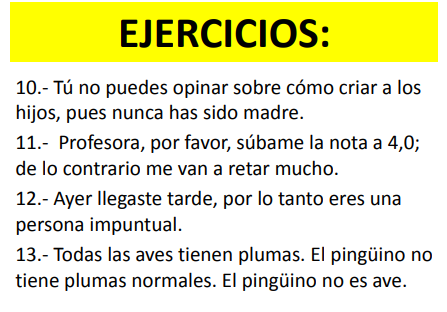 EJERCICIOS:
10.- Tú no puedes opinar sobre cómo criar a los
hijos, pues nunca has sido madre.
11.-  Profesora, por favor, súbame la nota a 4,0;
de lo contrario me van a retar mucho.
12.- Ayer llegaste tarde, por lo tanto eres una
persona impuntual.
13.- Todas las aves tienen plumas. El pingüino no
tiene plumas normales. El pingüino no es ave.